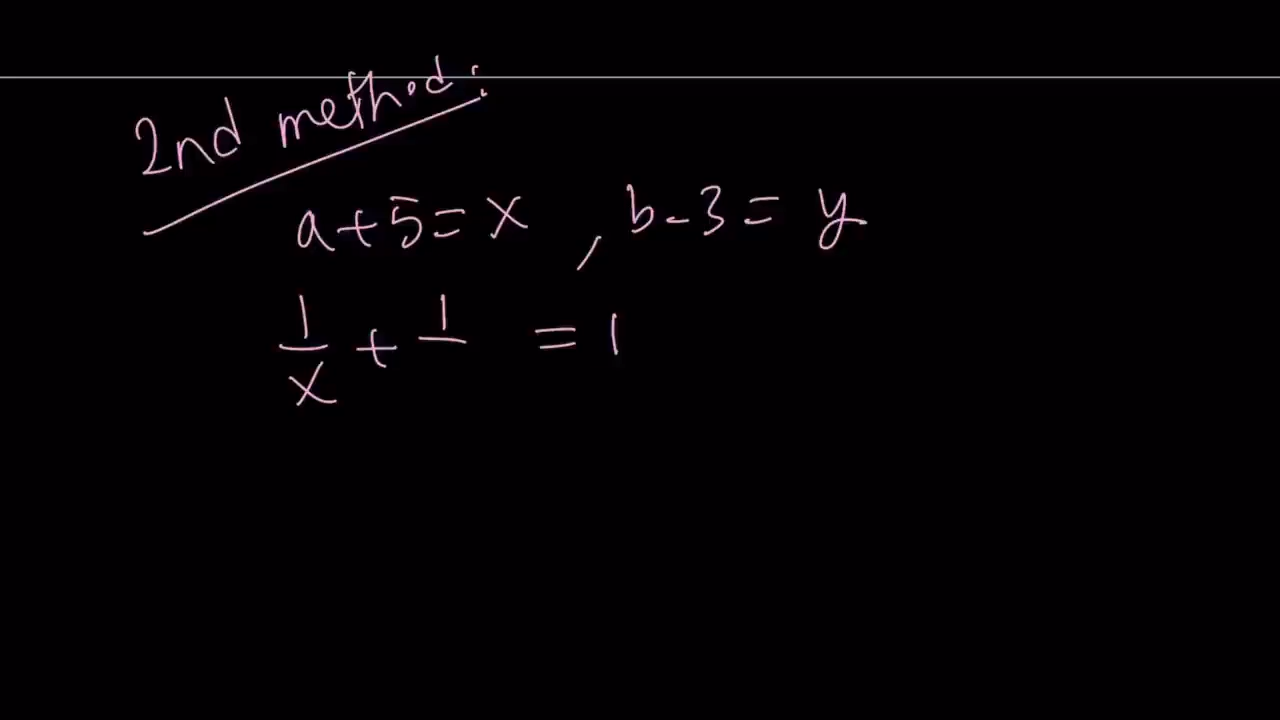 2nd method:
a+5=x , b-3=y
1/x + 1/ = 1